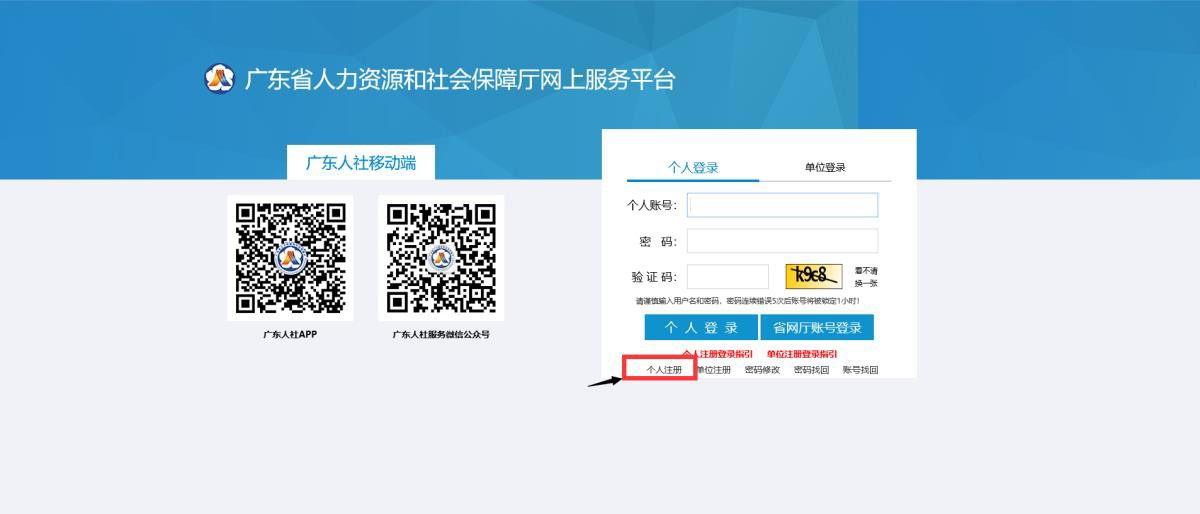 广东省人力资源和社会保障厅网上服务平台
广东人社移动端
广东人社APP
广东人社服务微信公众号
个人登录 单位登录
个人账号：
密 码：
验证码： k9c8 看不清
换一张
请谨慎输入用户名和密码，密码连续错误5次后账号将被锁定1小时！
个人登录 省网厅账号登录
个人注册登录指引 单位注册登录指引
个人注册 单位注册 密码修改 密码找回 账号找回